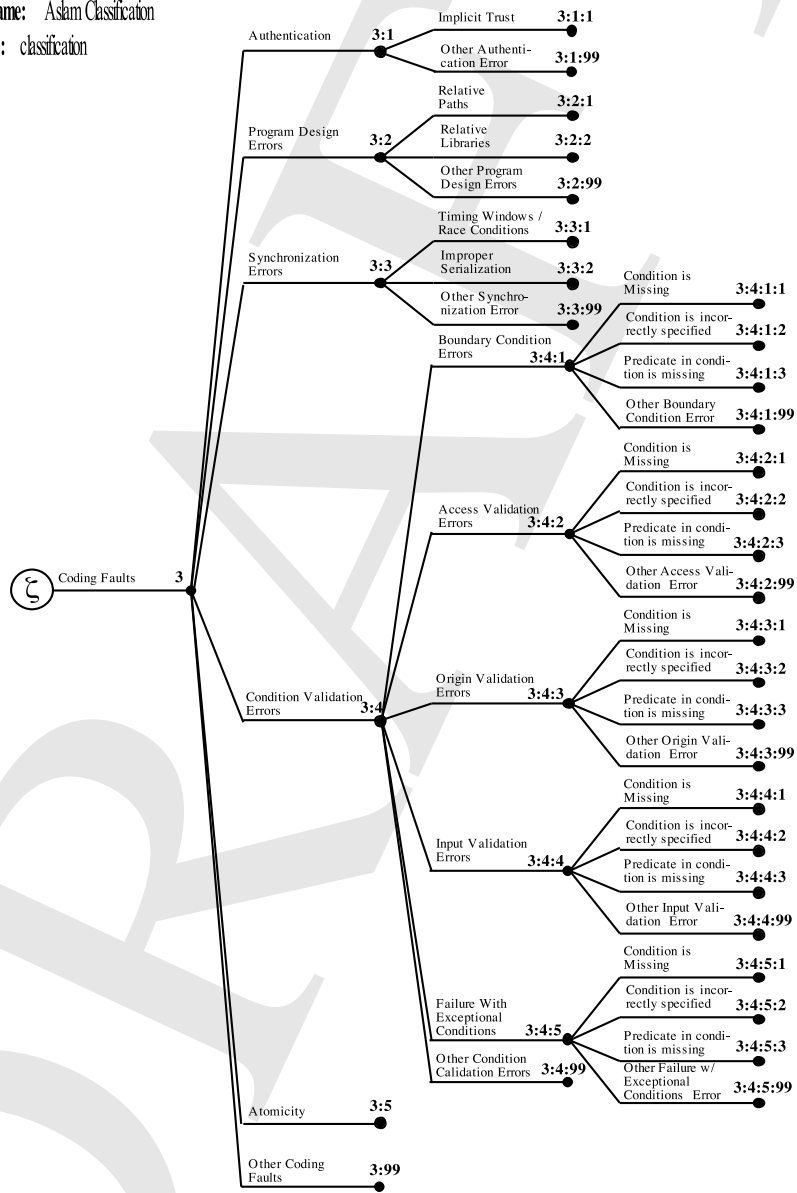 ame: Aslam Classification
: classification
Implicit Trust 3:1:1
Authentication 3:1
Other Authenti-
cation Error 3:1:99
Relative
Paths 3:2:1
Program Design
Errors 3:2
Relative
Libraries 3:2:2
Other Program
Design Errors 3:2:99
Timing Windows /
Race Conditions 3:3:1
Synchronization
Errors 3:3
Improper
Serialization 3:3:2
Other Synchro-
nization Error 3:3:99
Boundary Condition
Errors 3:4:1
Condition is
Missing 3:4:1:1
Condition is incor-
rectly specified 3:4:1:2
Predicate in condi-
tion is missing 3:4:1:3
Other Boundary
Condition Error 3:4:1:99
Access Validation
Errors 3:4:2
Condition is
Missing 3:4:2:1
Condition is incor-
rectly specified 3:4:2:2
Predicate in condi-
tion is missing 3:4:2:3
Other Access Vali-
dation Error 3:4:2:99
ζ Coding Faults 3
Condition Validation
Errors 3:4
Origin Validation
Errors 3:4:3
Condition is
Missing 3:4:3:1
Condition is incor-
rectly specified 3:4:3:2
Predicate in condi-
tion is missing 3:4:3:3
Other Origin Vali-
dation Error 3:4:3:99
Input Validation
Errors 3:4:4
Condition is
Missing 3:4:4:1
Condition is incor-
rectly specified 3:4:4:2
Predicate in condi-
tion is missing 3:4:4:3
Other Input Vali-
dation Error 3:4:4:99
Failure With
Exceptional
Conditions 3:4:5
Condition is
Missing 3:4:5:1
Condition is incor-
rectly specified 3:4:5:2
Predicate in condi-
tion is missing 3:4:5:3
Other Failure w/
Exceptional
Conditions Error 3:4:5:99
Other Condition
Calidation Errors 3:4:99
Atomicity 3:5
Other Coding
Faults 3:99